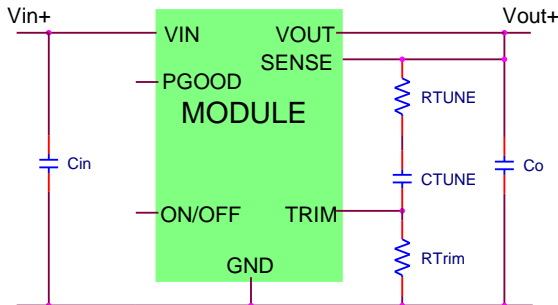 Vin+
Vout+
VIN
VOUT
SENSE
PGOOD
RTUNE
MODULE
Cin
CTUNE
Co
ON/OFF
TRIM
RTrim
GND